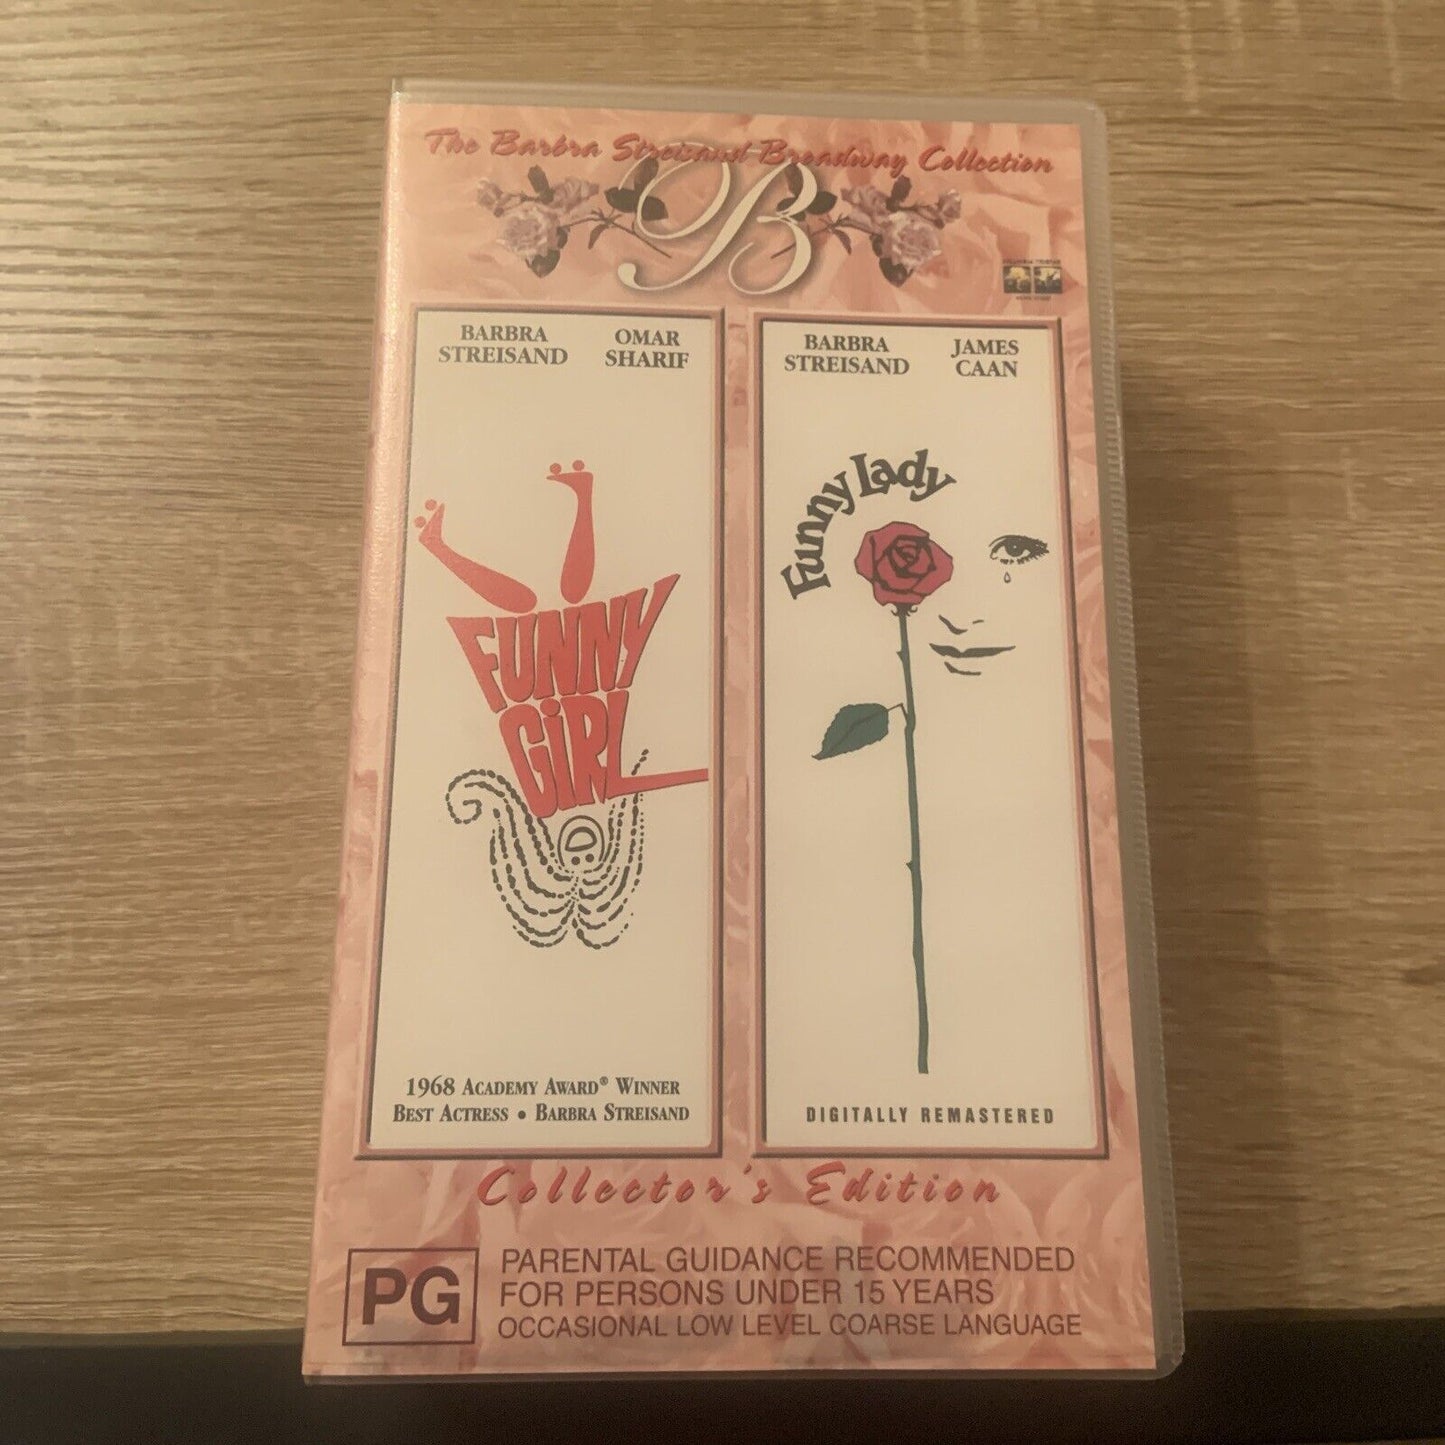 The Barbra Streisand Broadway Collection
B
COLUMBIA TRISTAR
BARBRA
STREISAND
OMAR
SHARIF
FUNNY
GiRL
1968 ACADEMY AWARD® WINNER
BEST ACTRESS • BARBRA STREISAND
BARBRA
STREISAND
JAMES
CAAN
Funny Lady
DIGITALLY REMASTERED
Collector's Edition
PG
PARENTAL GUIDANCE RECOMMENDED
FOR PERSONS UNDER 15 YEARS
OCCASIONAL LOW LEVEL COARSE LANGUAGE